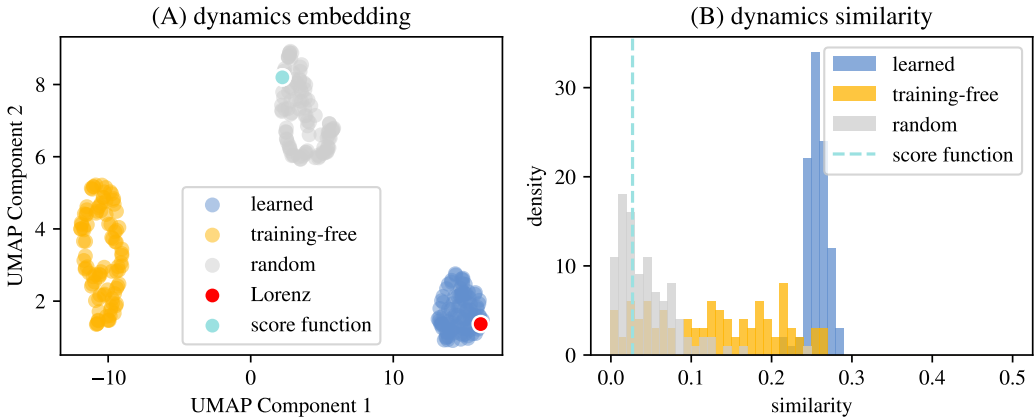 (A) dynamics embedding
UMAP Component 2
8
6
4
2
learned
training-free
random
Lorenz
score function
−10
0
10
UMAP Component 1
(B) dynamics similarity
density
30
20
10
0
learned
training-free
random
score function
0.0
0.1
0.2
0.3
0.4
0.5
similarity